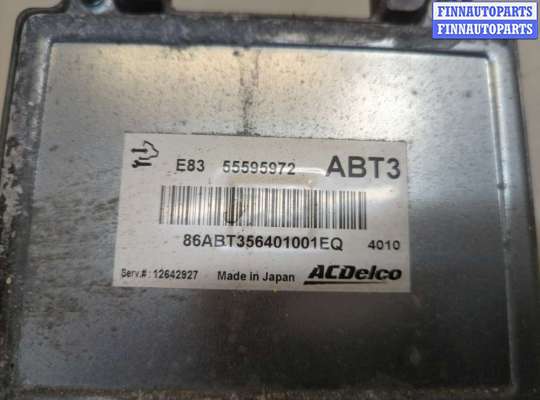 FINNAUTOPARTS
FINNAUTOPARTS
E83 55595972 ABT3
86ABT356401001EQ 4010
Serv.#: 12642927 Made in Japan ACDelco